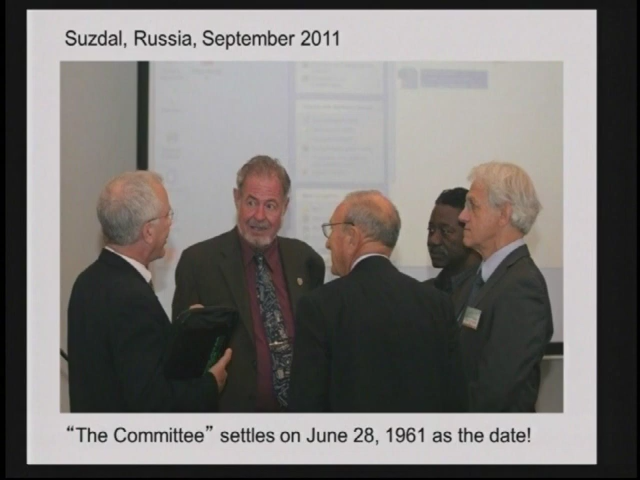 Suzdal, Russia, September 2011
“The Committee” settles on June 28, 1961 as the date!